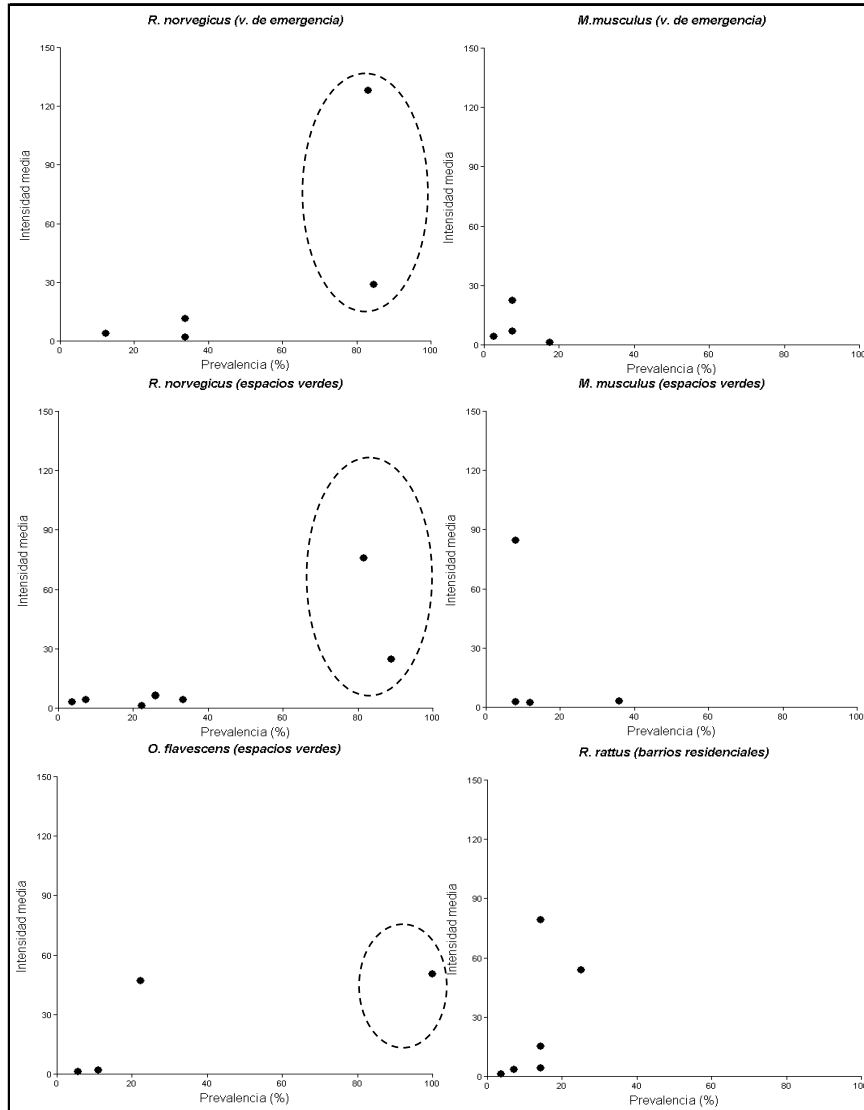 R. norvegicus (v. de emergencia)
150
120
90
60
30
0
Intensidad media
0 20 40 60 80 100
Prevalencia (%)
M.musculus (v. de emergencia)
150
120
90
60
30
0
Intensidad media
0 20 40 60 80 100
Prevalencia (%)
R. norvegicus (espacios verdes)
150
120
90
60
30
0
Intensidad media
0 20 40 60 80 100
Prevalencia (%)
M. musculus (espacios verdes)
150
120
90
60
30
0
Intensidad media
0 20 40 60 80 100
Prevalencia (%)
O. flavescens (espacios verdes)
150
120
90
60
30
0
Intensidad media
0 20 40 60 80 100
Prevalencia (%)
R. rattus (barrios residenciales)
150
120
90
60
30
0
Intensidad media
0 20 40 60 80 100
Prevalencia (%)